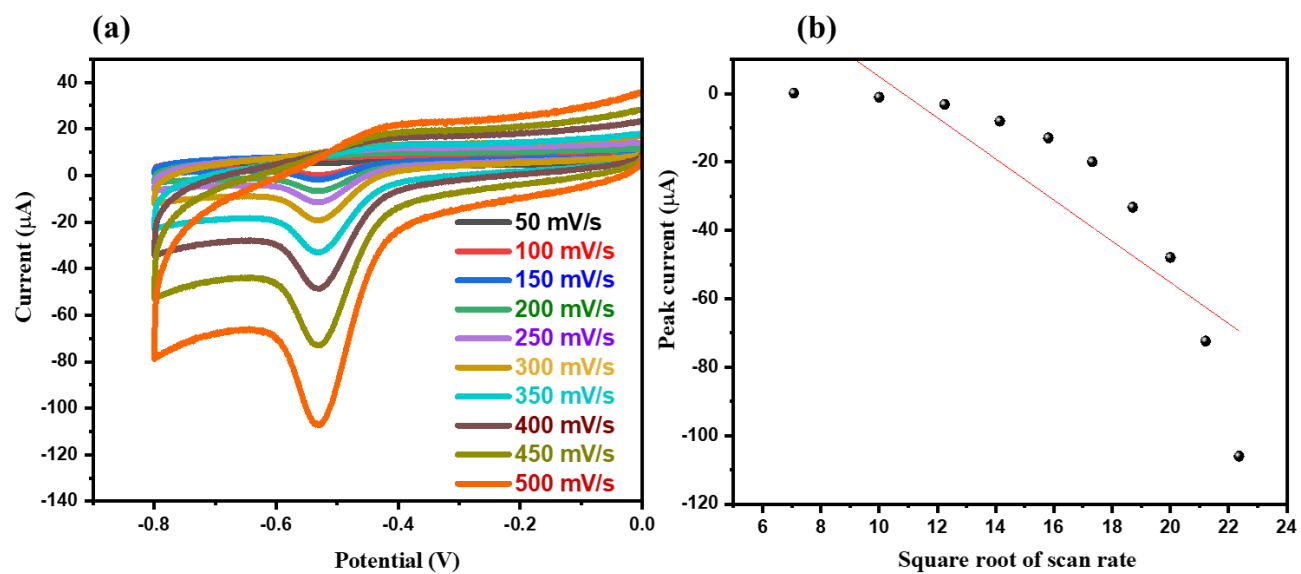 (a)
Current (μA)
40
20
0
-20
-40
-60
-80
-100
-120
-140
-0.8
-0.6
-0.4
-0.2
0.0
Potential (V)
50 mV/s
100 mV/s
150 mV/s
200 mV/s
250 mV/s
300 mV/s
350 mV/s
400 mV/s
450 mV/s
500 mV/s
(b)
Peak current (μA)
0
-20
-40
-60
-80
-100
-120
6
8
10
12
14
16
18
20
22
24
Square root of scan rate